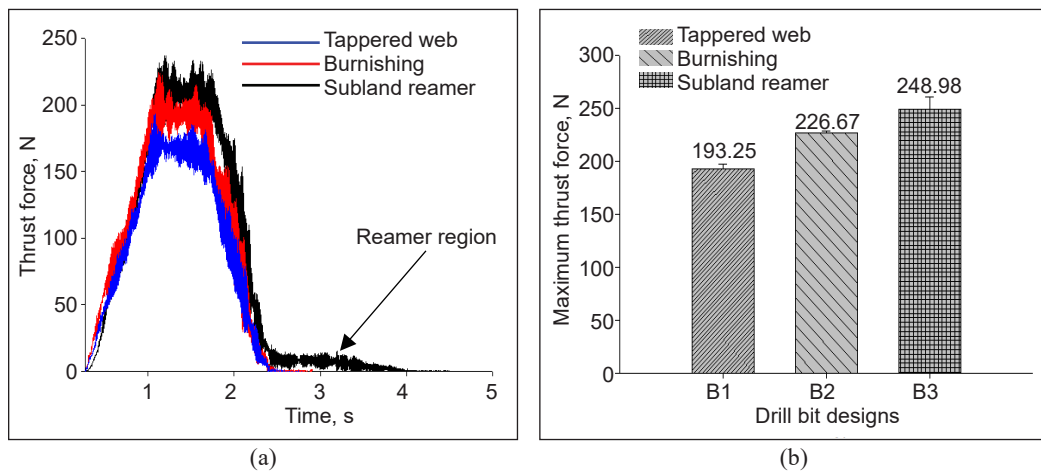 250
200
150
100
50
0
Thrust force, N
Tappered web
Burnishing
Subland reamer
Reamer region
1
2
3
4
5
Time, s
(a)
300
250
200
150
100
50
0
Maximum thrust force, N
Tappered web
Burnishing
Subland reamer
193.25
226.67
248.98
B1
B2
B3
Drill bit designs
(b)